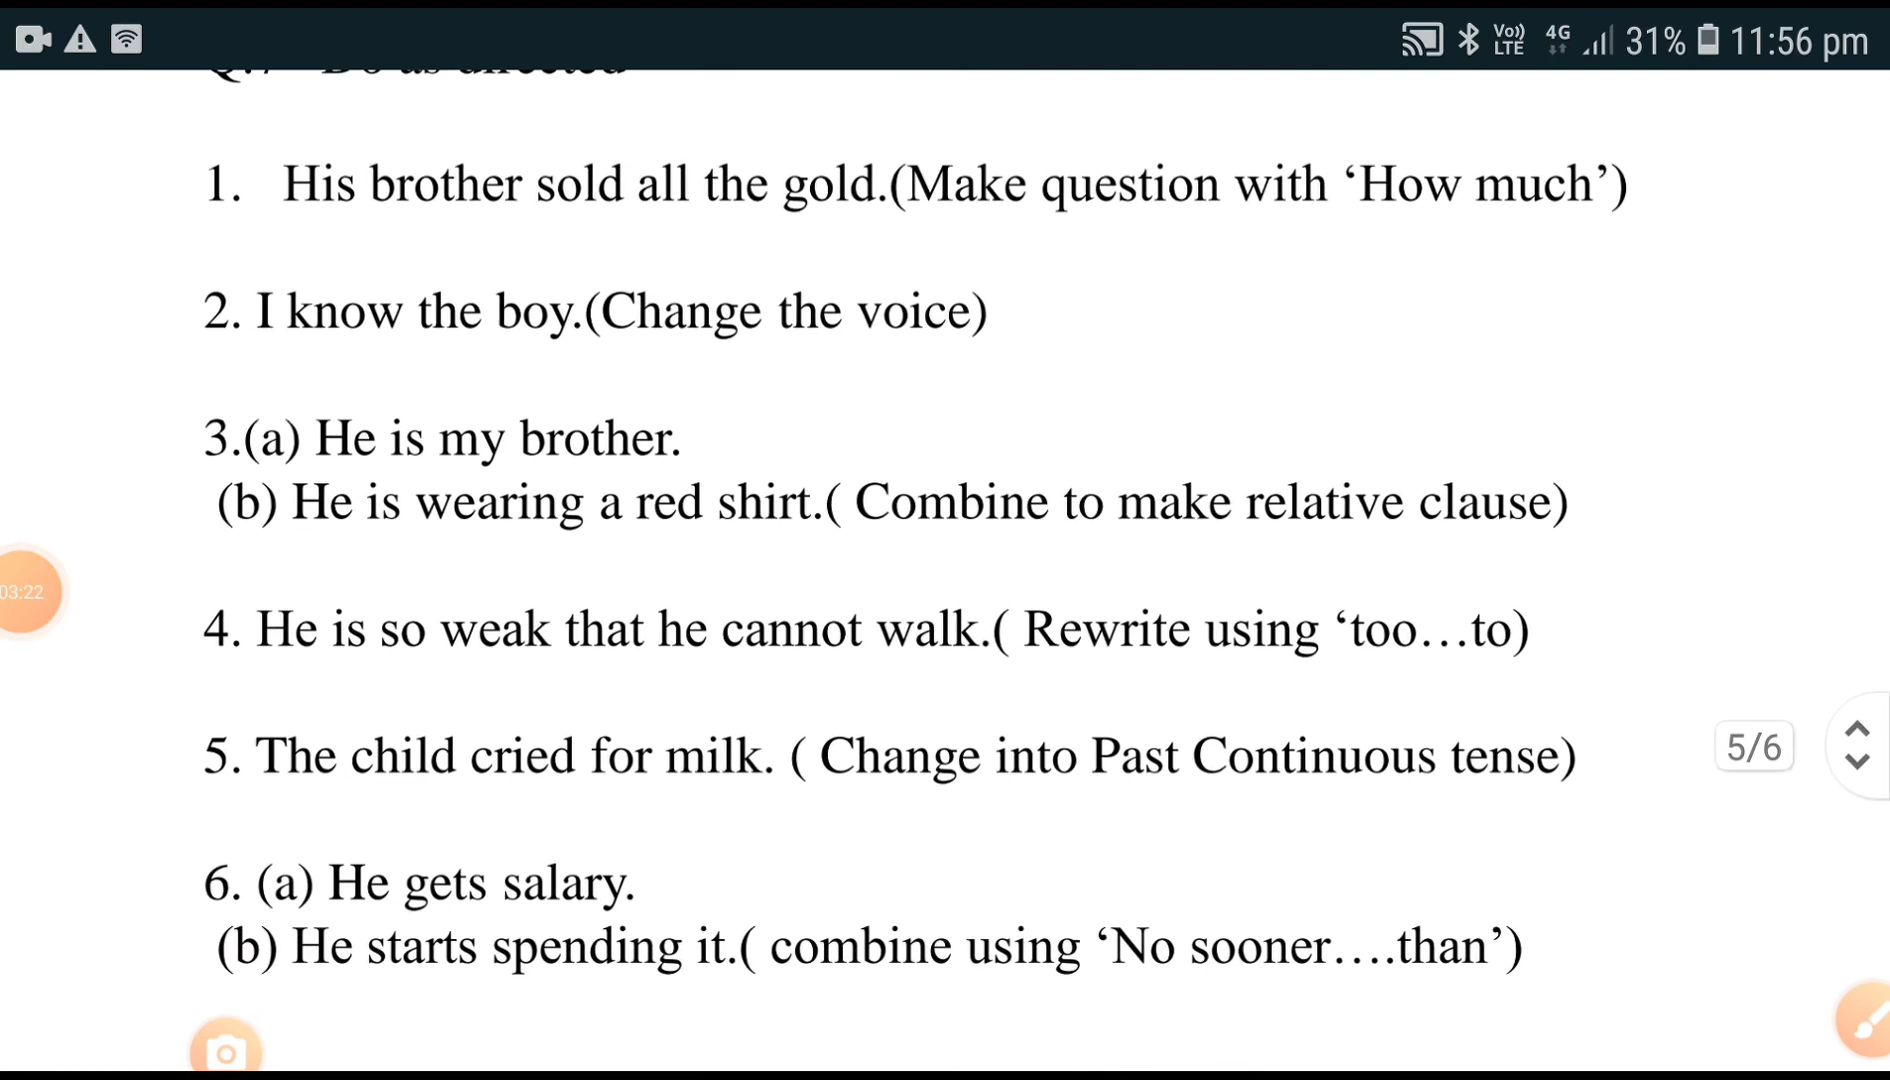 Vo)) 4G 31% 11:56 pm
LTE
1. His brother sold all the gold.(Make question with ‘How much’)
2. I know the boy.(Change the voice)
3.(a) He is my brother.
(b) He is wearing a red shirt.( Combine to make relative clause)
03:22
4. He is so weak that he cannot walk.( Rewrite using ‘too…to)
5. The child cried for milk. ( Change into Past Continuous tense)
5/6
6. (a) He gets salary.
(b) He starts spending it.( combine using ‘No sooner….than’)